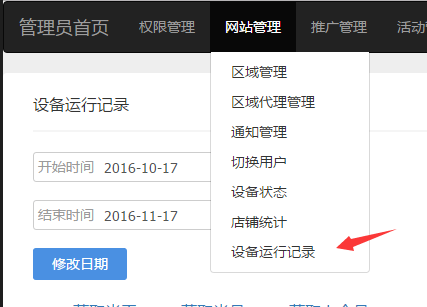 管理员首页 权限管理 网站管理 推广管理 活动
区域管理
区域代理管理
通知管理
切换用户
设备状态
店铺统计
设备运行记录
设备运行记录
开始时间 2016-10-17
结束时间 2016-11-17
修改日期